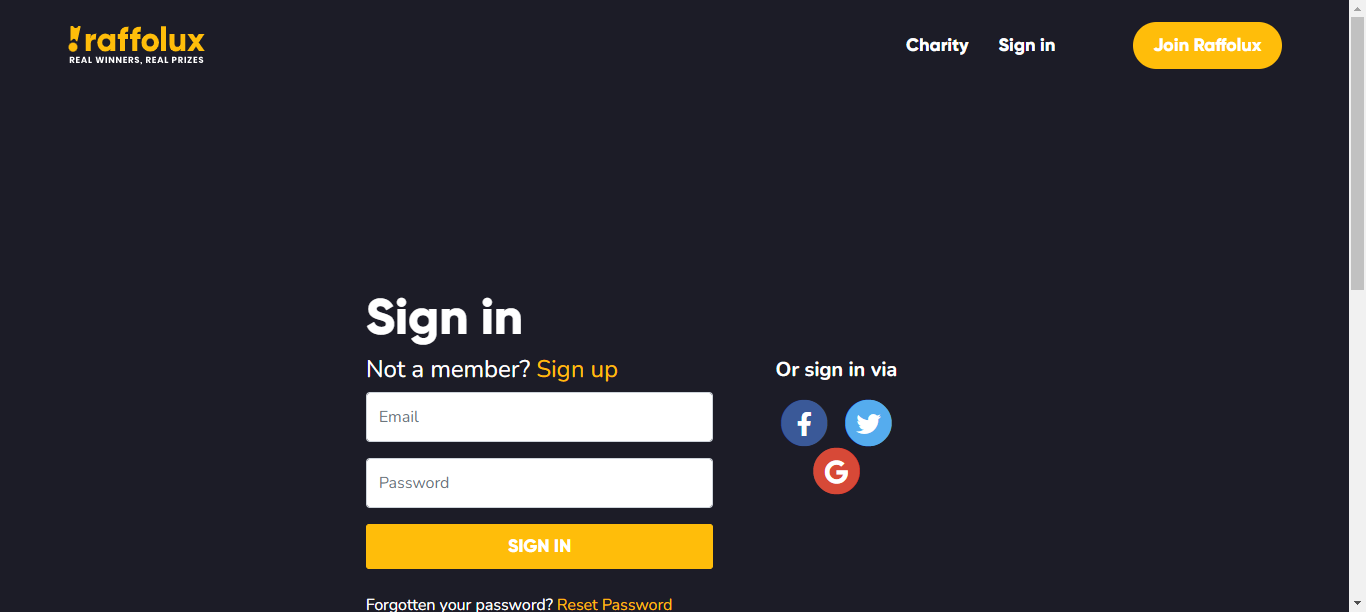 raffolux
REAL WINNERS, REAL PRIZES
Charity
Sign in
Join Raffolux
Sign in
Not a member? Sign up
Email
Password
SIGN IN
Forgotten your password? Reset Password
Or sign in via